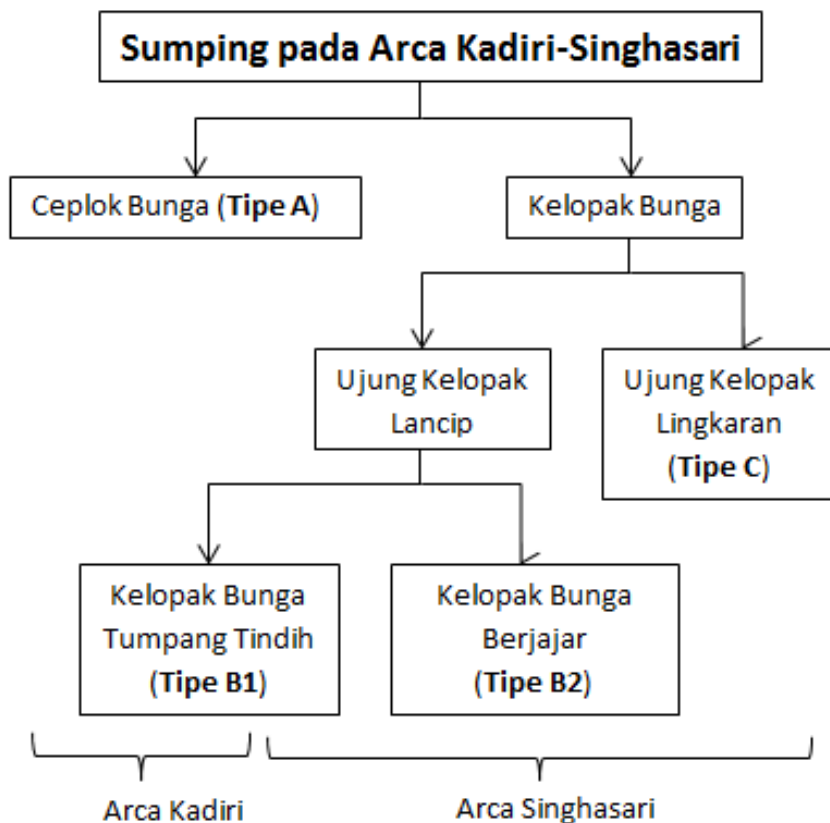 Sumping pada Arca Kadiri-Singhasari
Ceplok Bunga (Tipe A)
Kelopak Bunga
Ujung Kelopak
Lancip
Ujung Kelopak
Lingkaran
(Tipe C)
Kelopak Bunga
Tumpang Tindih
(Tipe B1)
Kelopak Bunga
Berjajar
(Tipe B2)
Arca Kadiri
Arca Singhasari